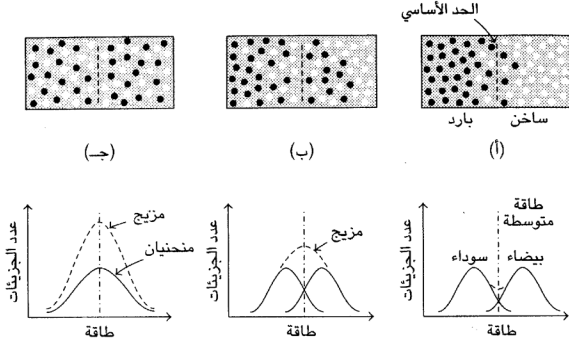 الحد الأساسي
بارد
ساخن
(أ)
(ب)
(جـ)
طاقة
متوسطة
سوداء
بيضاء
عدد الجزيئات
طاقة
مزيج
عدد الجزيئات
طاقة
مزيج
منحنيان
عدد الجزيئات
طاقة